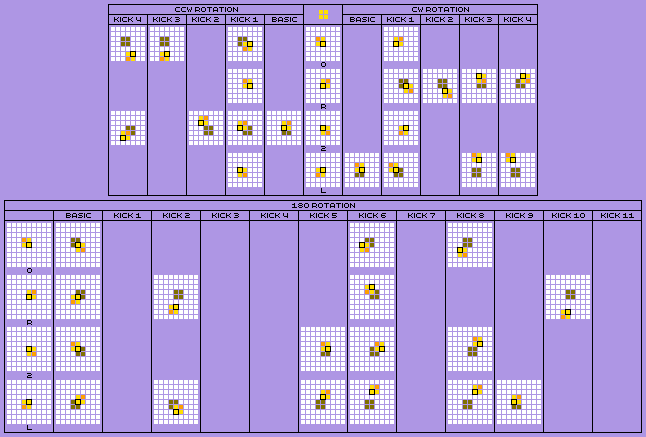 CCW ROTATION CW ROTATION
KICK 4 KICK 3 KICK 2 KICK 1 BASIC BASIC KICK 1 KICK 2 KICK 3 KICK 4
0
R
2
L
180 ROTATION
BASIC KICK 1 KICK 2 KICK 3 KICK 4 KICK 5 KICK 6 KICK 7 KICK 8 KICK 9 KICK 10 KICK 11
0
R
2
L